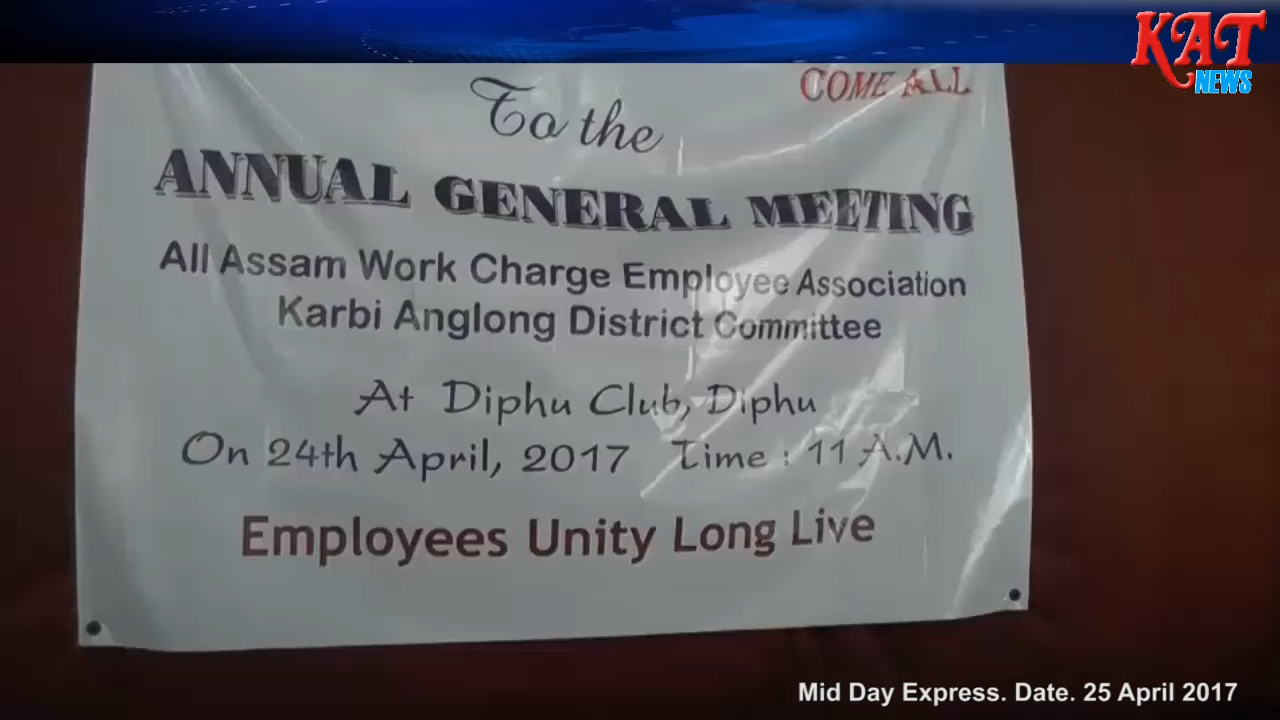 KAT
NEWS
COME ALL
To the
ANNUAL GENERAL MEETING
All Assam Work Charge Employee Association
Karbi Anglong District Committee
At Diphu Club, Diphu
On 24th April, 2017 Time : 11 A.M.
Employees Unity Long Live
Mid Day Express. Date. 25 April 2017